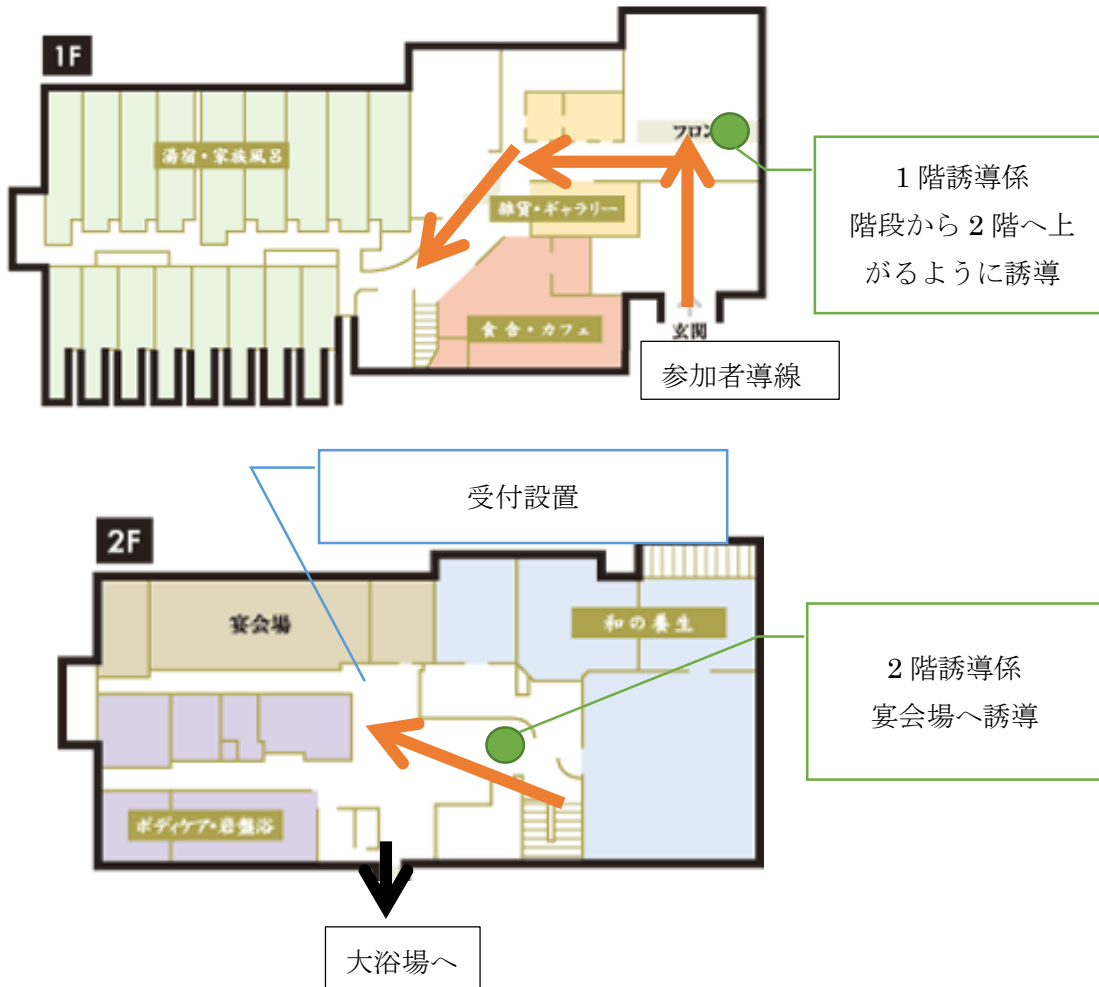 1F
湯宿・家族風呂
フロン
雑貨・ギャラリー
食舎・カフェ
玄関
1 階誘導係
階段から 2 階へ上
がるように誘導
参加者導線
受付設置
2F
宴会場
和の養生
2 階誘導係
宴会場へ誘導
ボディケア・岩盤浴
大浴場へ